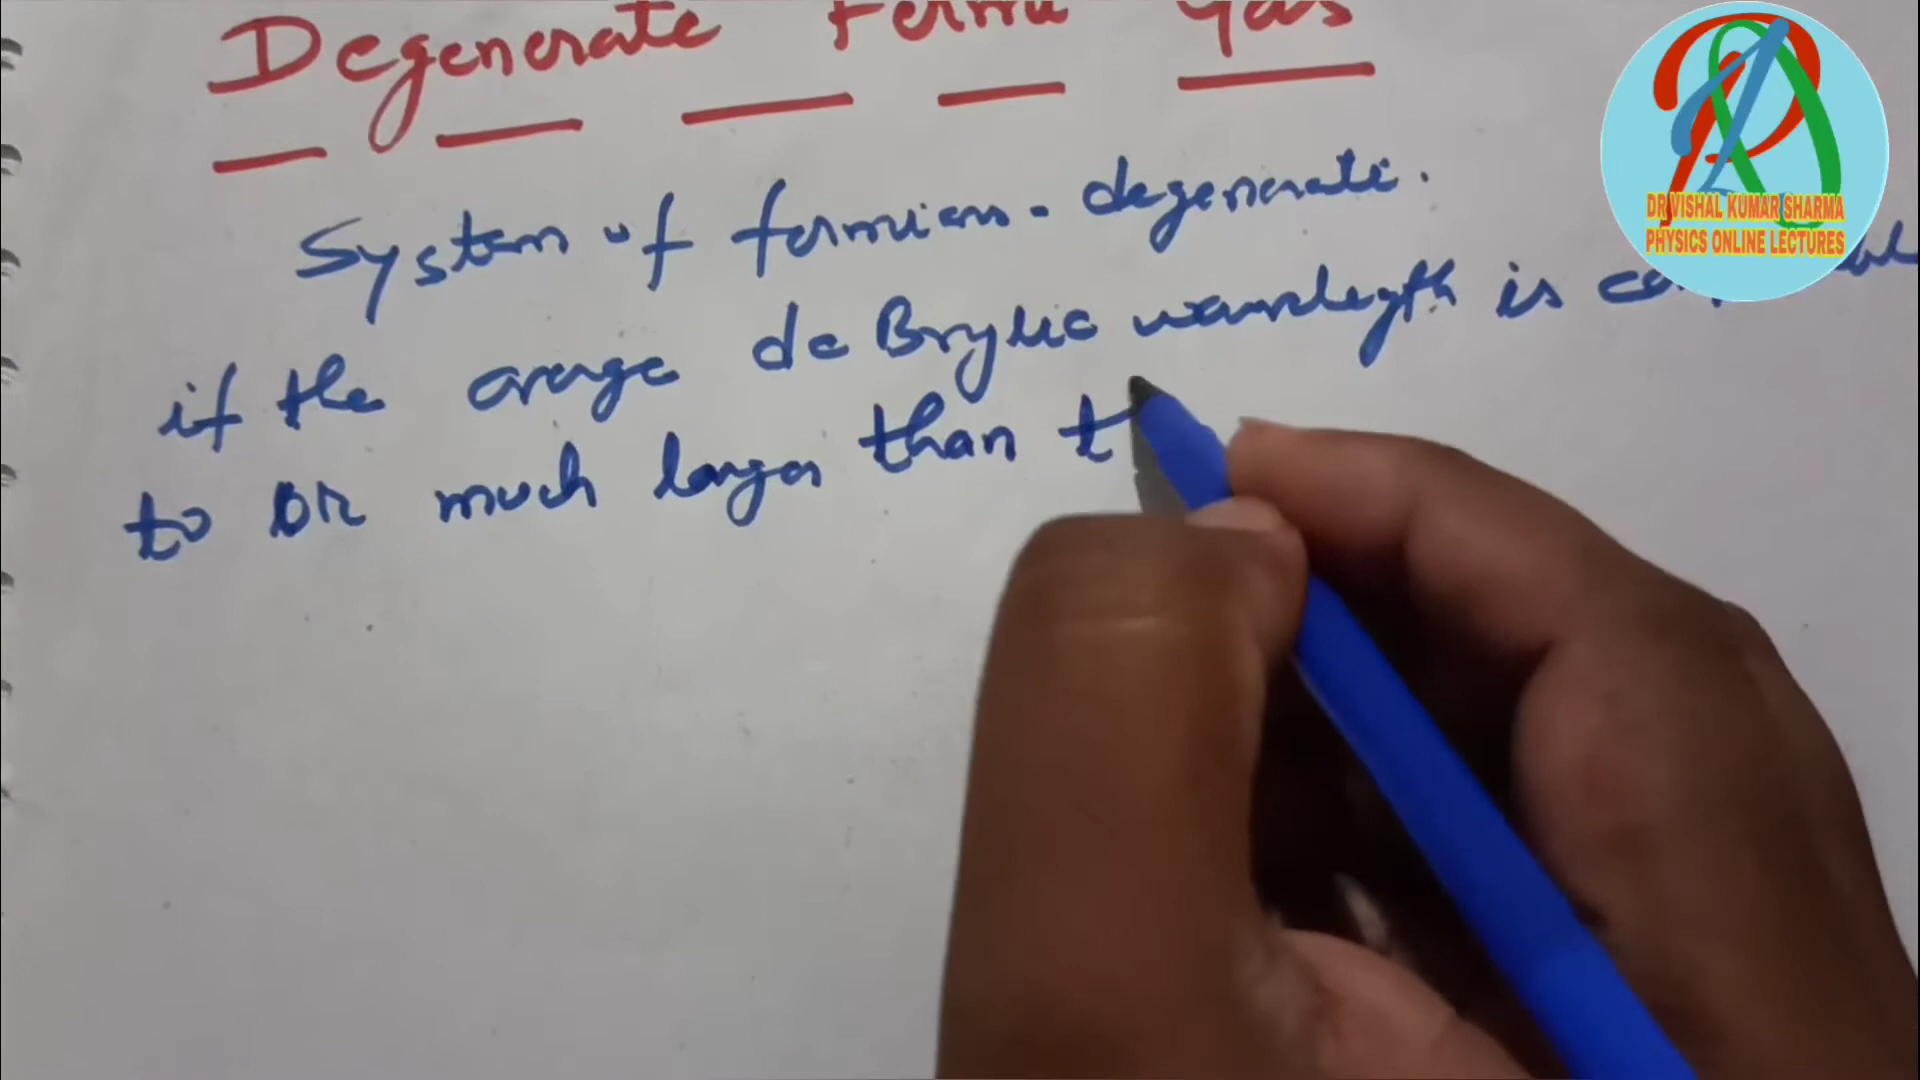 Degenerate Fermi Gas
System of fermions - degenerate.
if the average de Broglie wavelength is
to OR much larger than t
DR VISHAL KUMAR SHARMA
PHYSICS ONLINE LECTURES